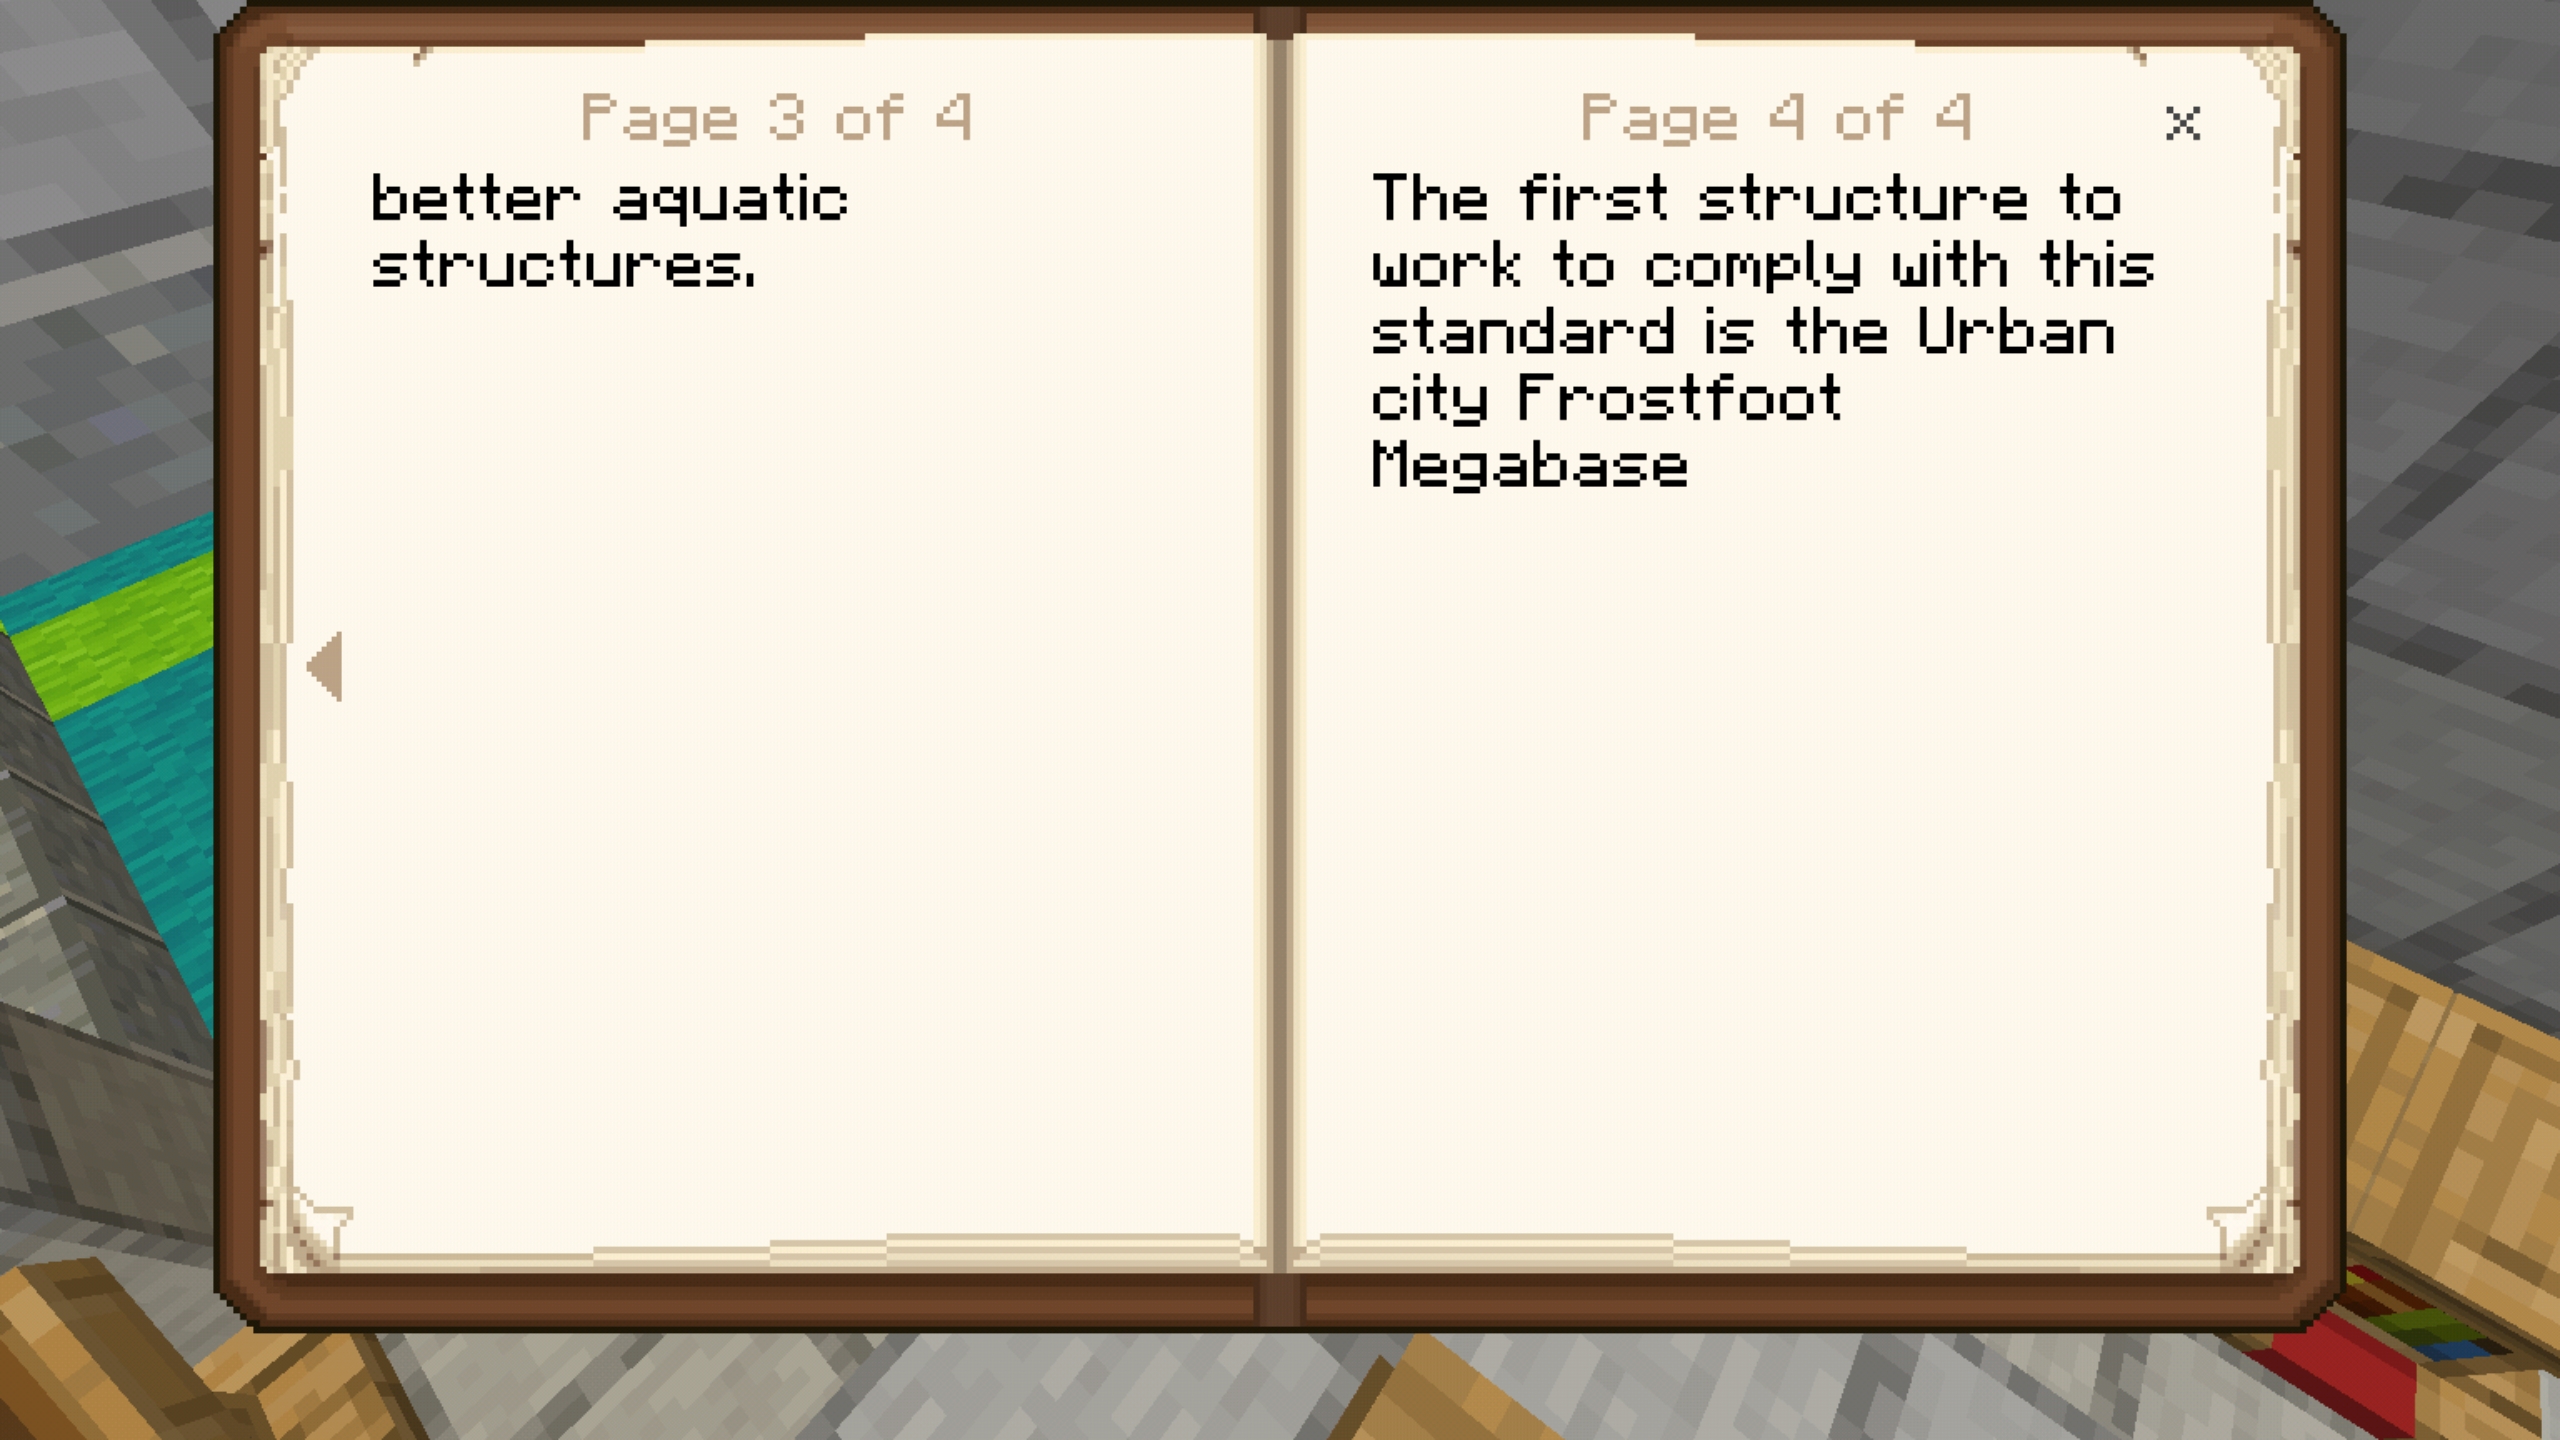 Page 3 of 4
better aquatic
structures.
Page 4 of 4
The first structure to
work to comply with this
standard is the Urban
city Frostfoot
Megabase